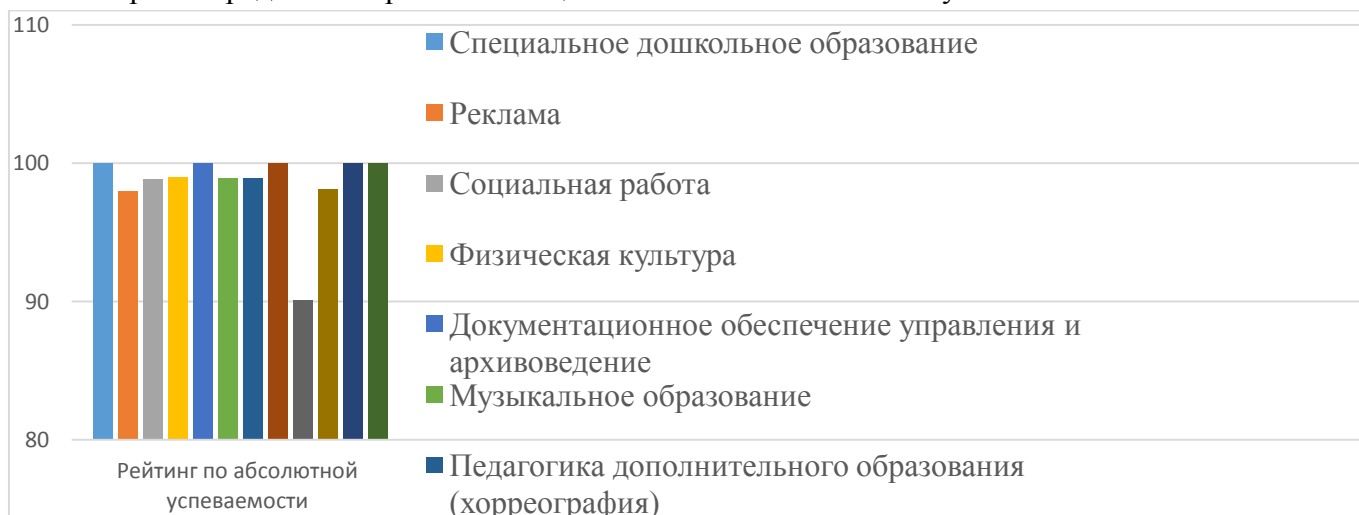 110
Специальное дошкольное образование
Реклама
100
Социальная работа
Физическая культура
90
Документационное обеспечение управления и
архивоведение
Музыкальное образование
80
Рейтинг по абсолютной
успеваемости
Педагогика дополнительного образования
(хорреография)